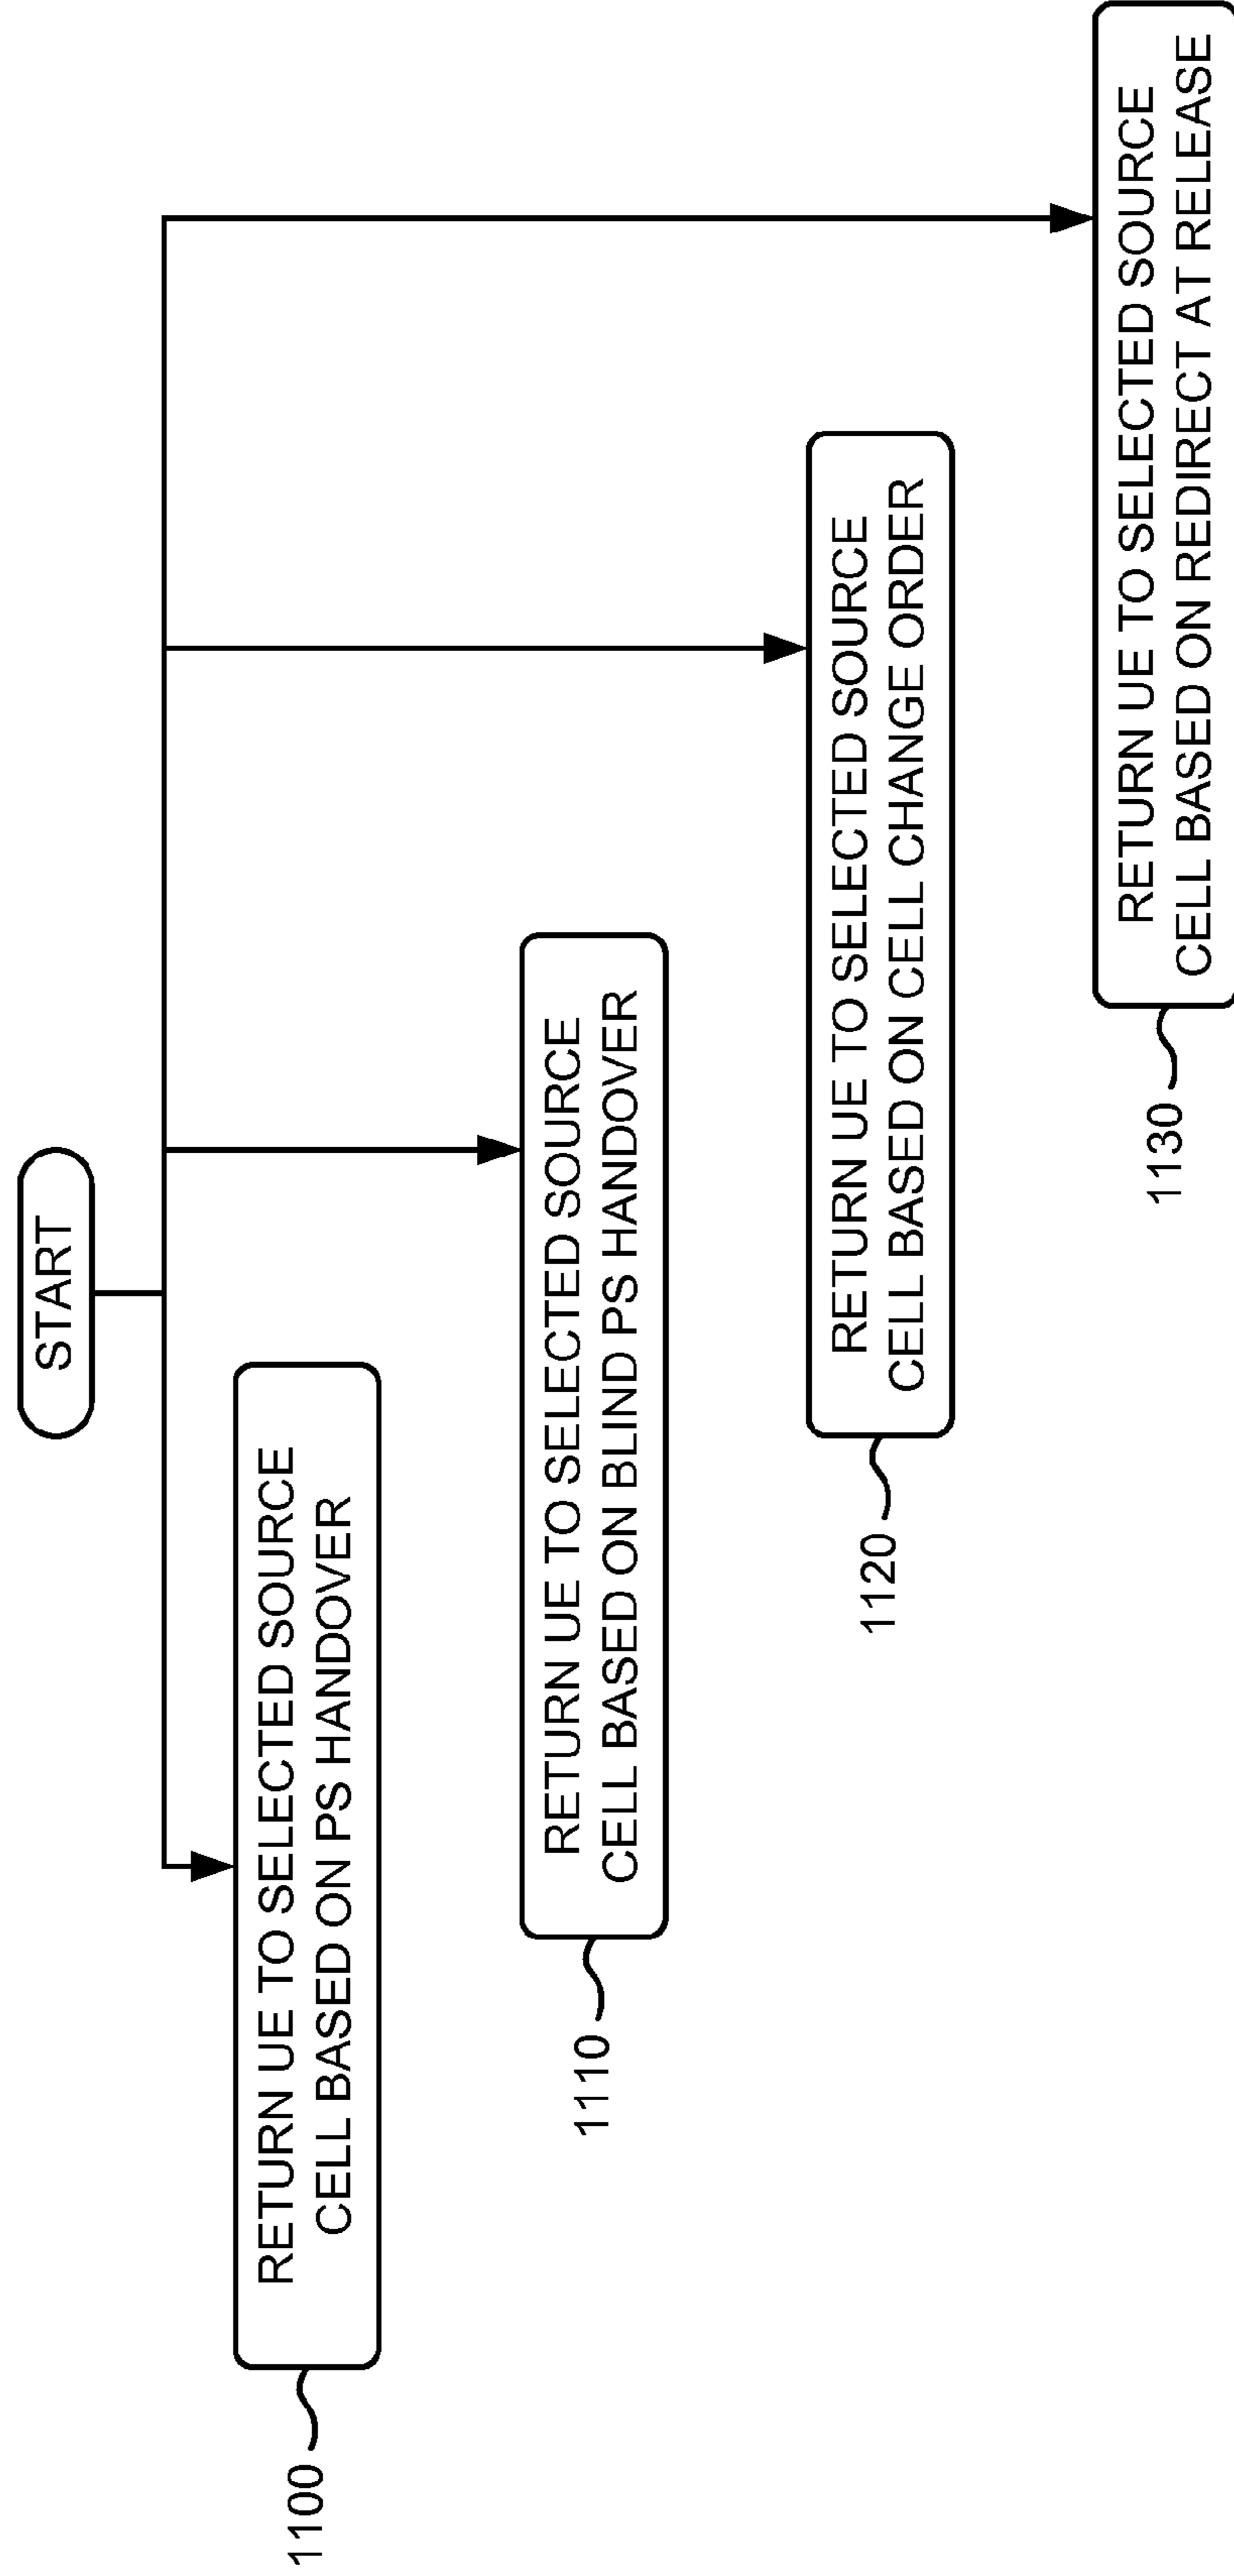 START
RETURN UE TO SELECTED SOURCE
CELL BASED ON PS HANDOVER
1100
RETURN UE TO SELECTED SOURCE
CELL BASED ON BLIND PS HANDOVER
1110
RETURN UE TO SELECTED SOURCE
CELL BASED ON CELL CHANGE ORDER
1120
RETURN UE TO SELECTED SOURCE
CELL BASED ON REDIRECT AT RELEASE
1130